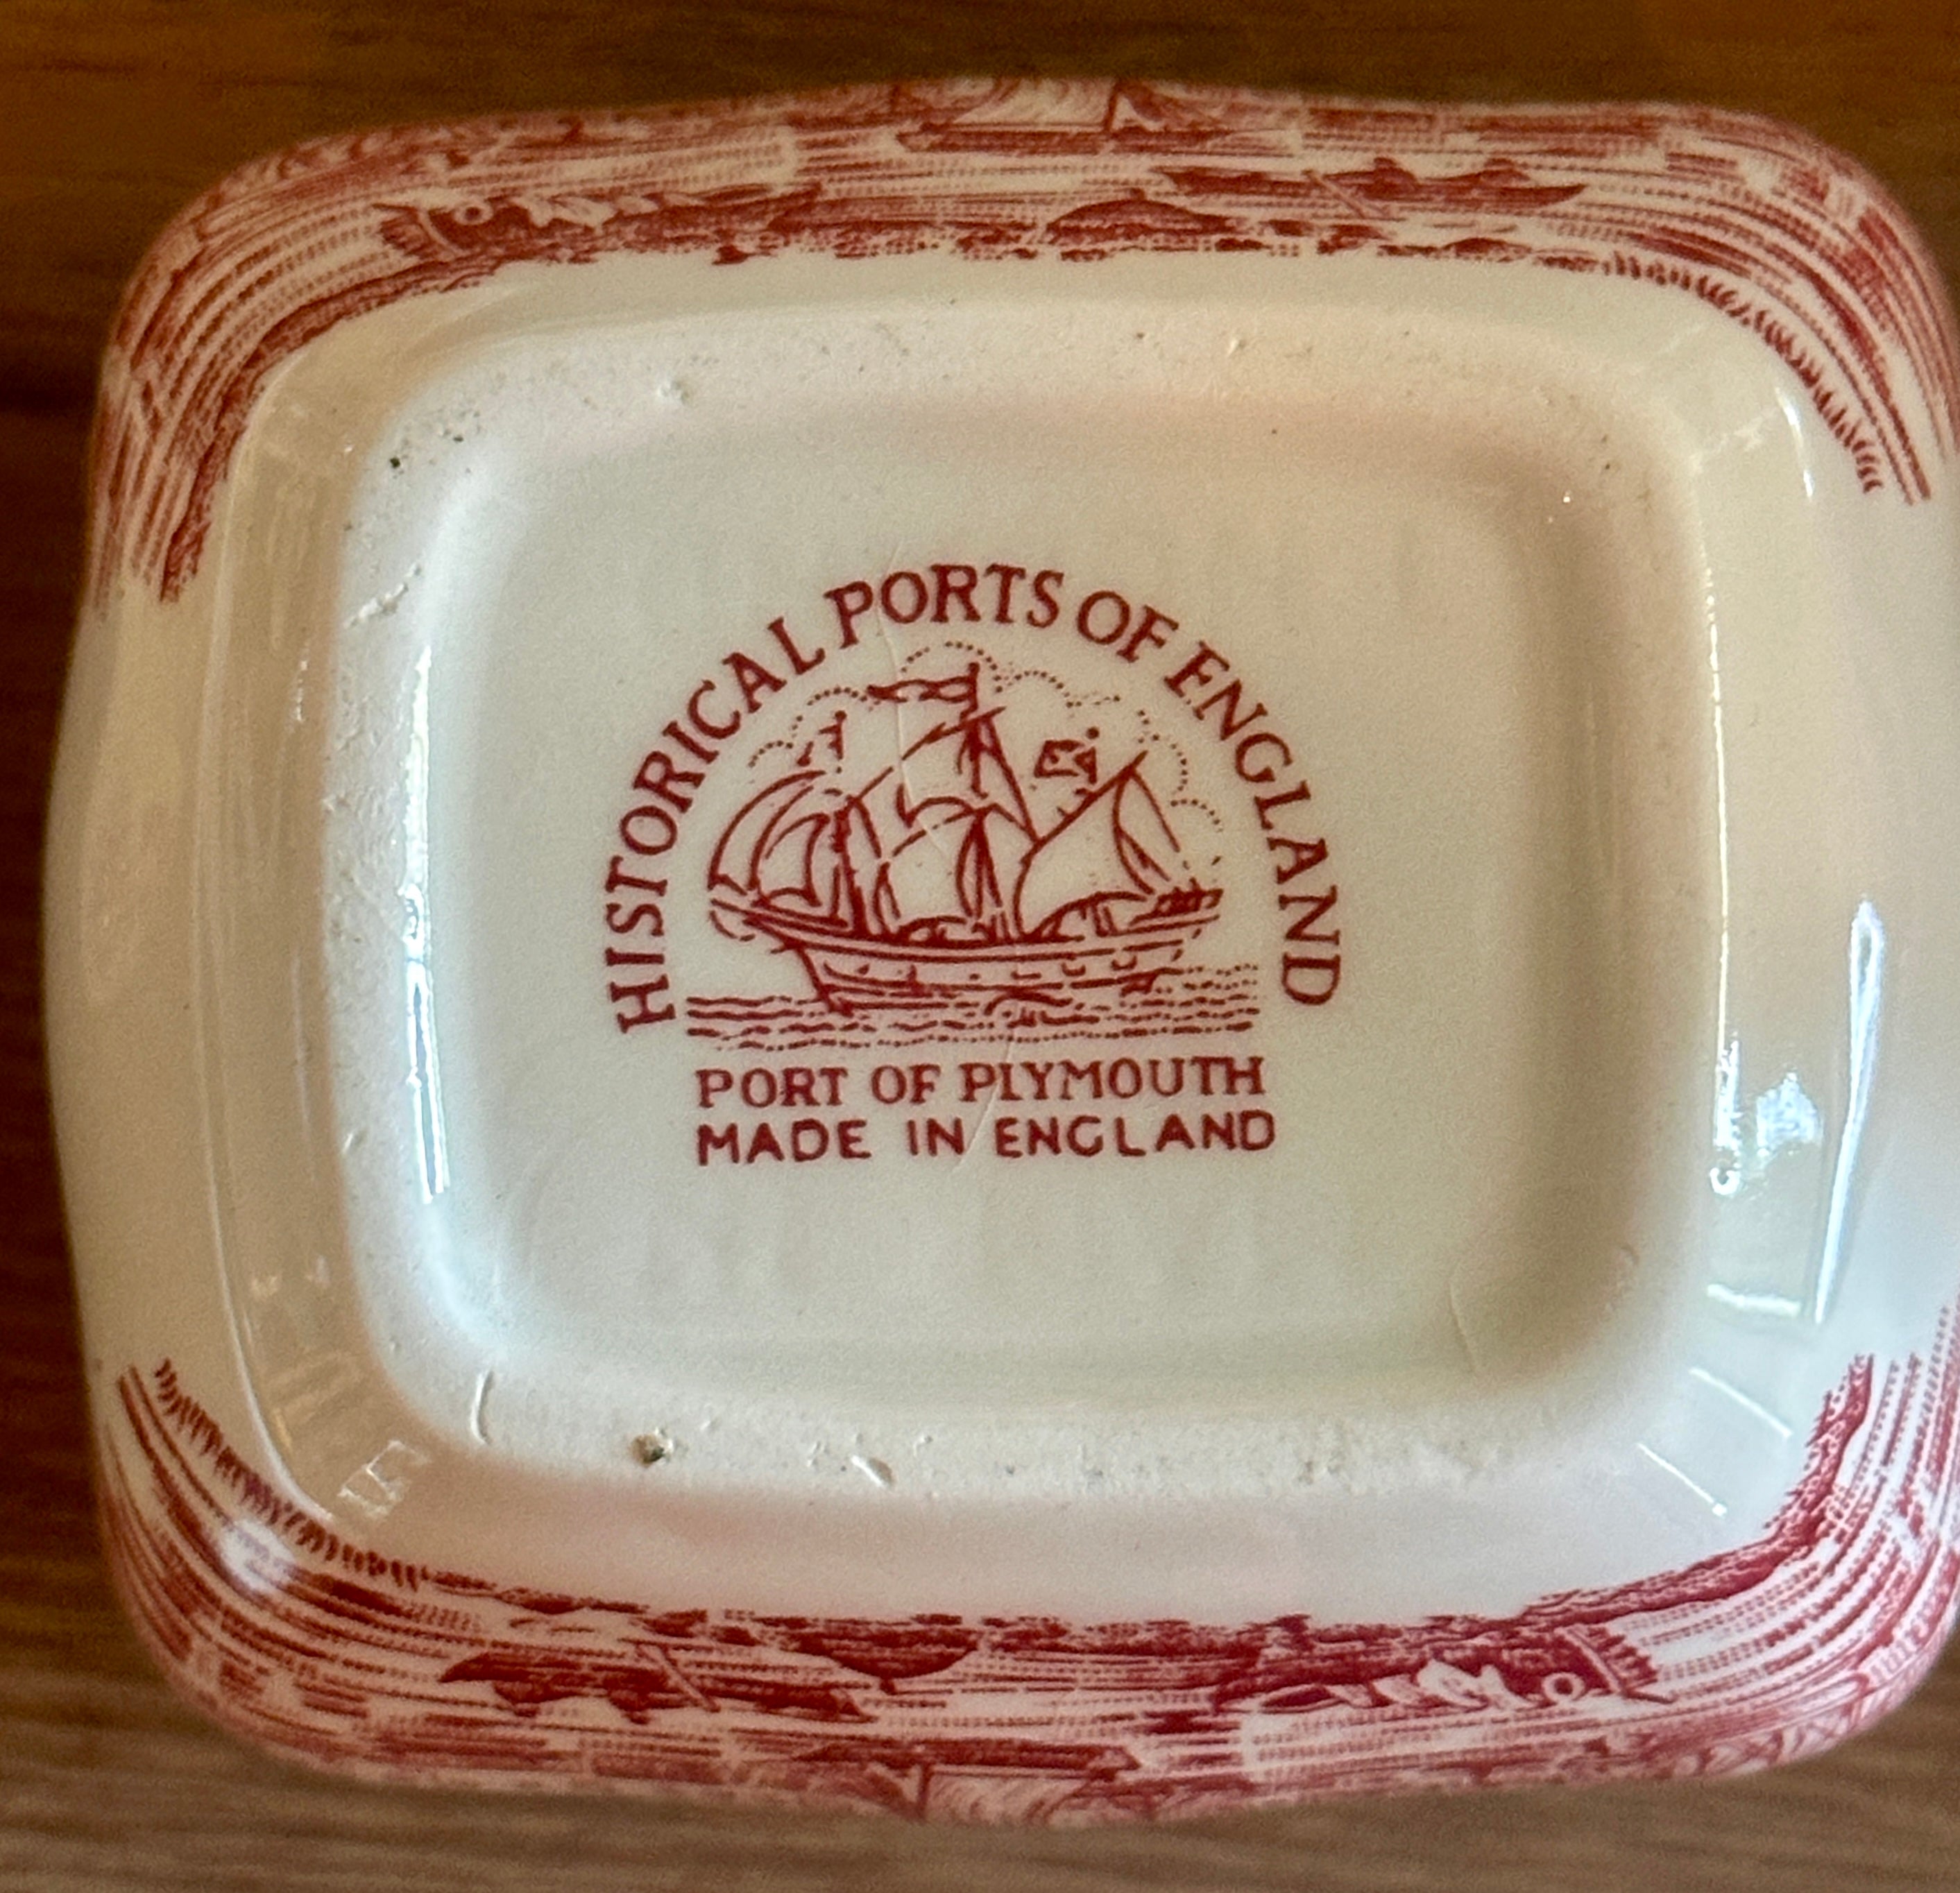 HISTORICAL PORTS OF ENGLAND
PORT OF PLYMOUTH
MADE IN ENGLAND